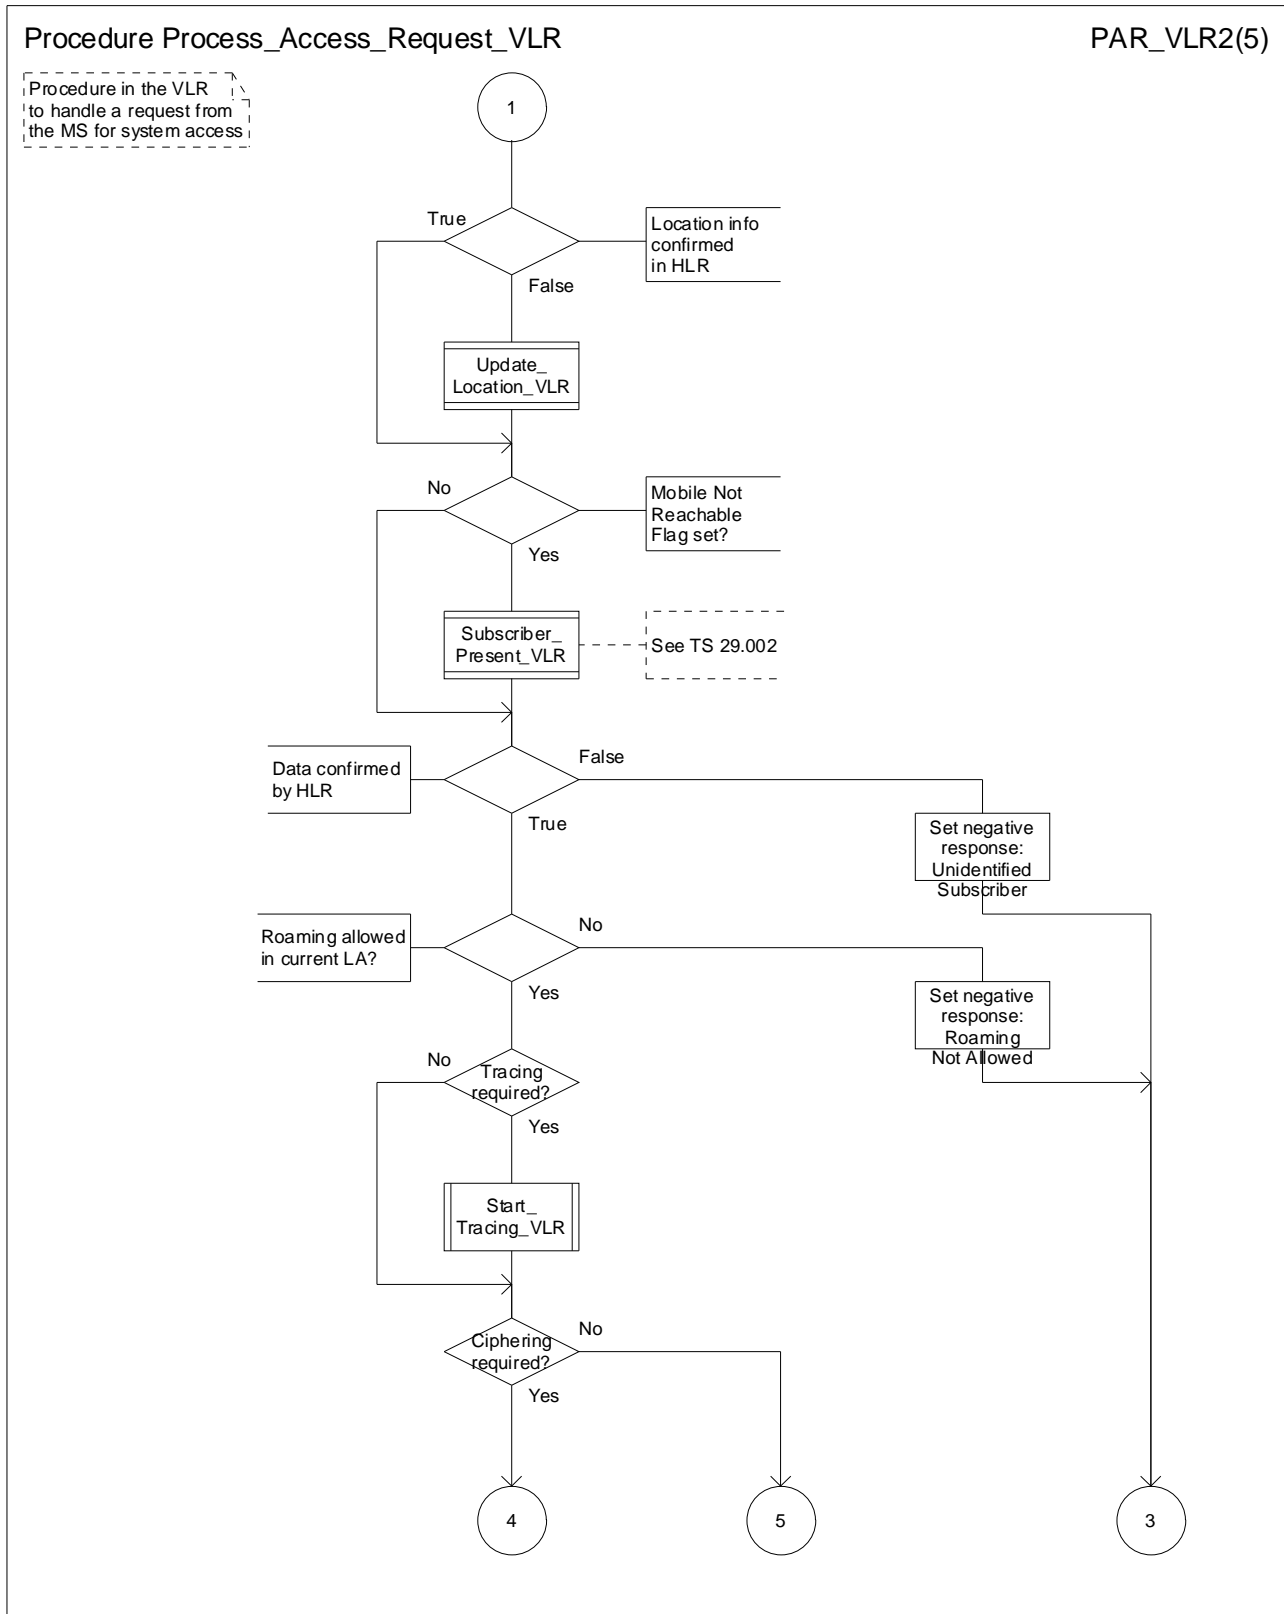 Procedure Process_Access_Request_VLR
PAR_VLR2(5)
Procedure in the VLR
to handle a request from
the MS for system access
1
True
Location info
confirmed
in HLR
False
Update_
Location_VLR
No
Mobile Not
Reachable
Flag set?
Yes
Subscriber_
Present_VLR
See TS 29.002
Data confirmed
by HLR
False
True
Set negative
response:
Unidentified
Subscriber
Roaming allowed
in current LA?
No
Yes
Set negative
response:
Roaming
Not Allowed
No
Tracing
required?
Yes
Start_
Tracing_VLR
Ciphering
required?
No
Yes
4
5
3